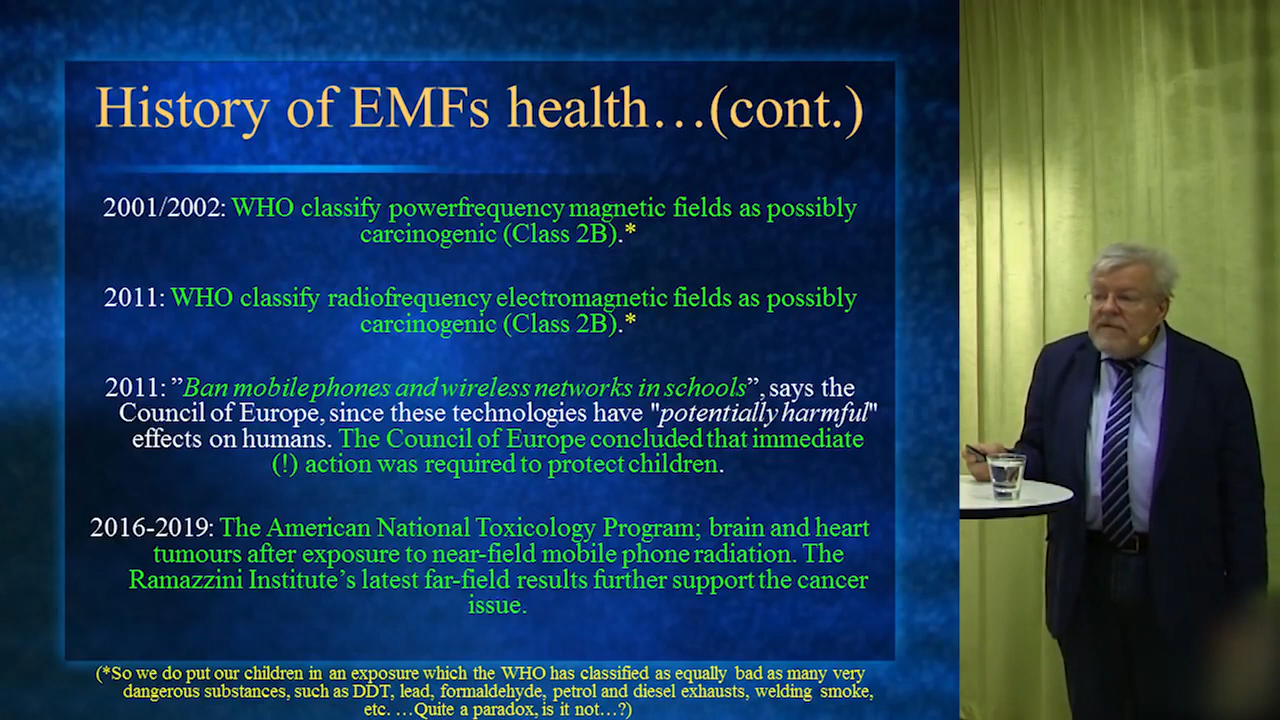 History of EMFs health…(cont.)
2001/2002: WHO classify powerfrequency magnetic fields as possibly
carcinogenic (Class 2B).*
2011: WHO classify radiofrequency electromagnetic fields as possibly
carcinogenic (Class 2B).*
2011: ”Ban mobile phones and wireless networks in schools”, says the
Council of Europe, since these technologies have "potentially harmful"
effects on humans. The Council of Europe concluded that immediate
(!) action was required to protect children.
2016-2019: The American National Toxicology Program; brain and heart
tumours after exposure to near-field mobile phone radiation. The
Ramazzini Institute’s latest far-field results further support the cancer
issue.
(*So we do put our children in an exposure which the WHO has classified as equally bad as many very
dangerous substances, such as DDT, lead, formaldehyde, petrol and diesel exhausts, welding smoke,
etc. …Quite a paradox, is it not…?)